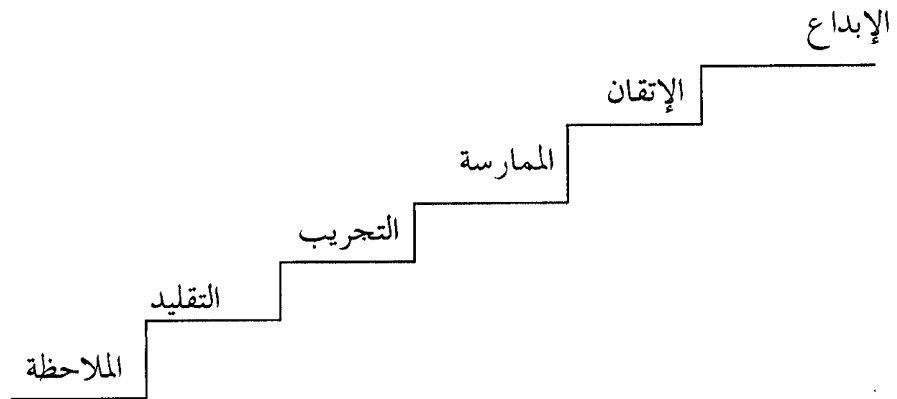 الإبداع
الإتقان
الممارسة
التجريب
التقليد
الملاحظة